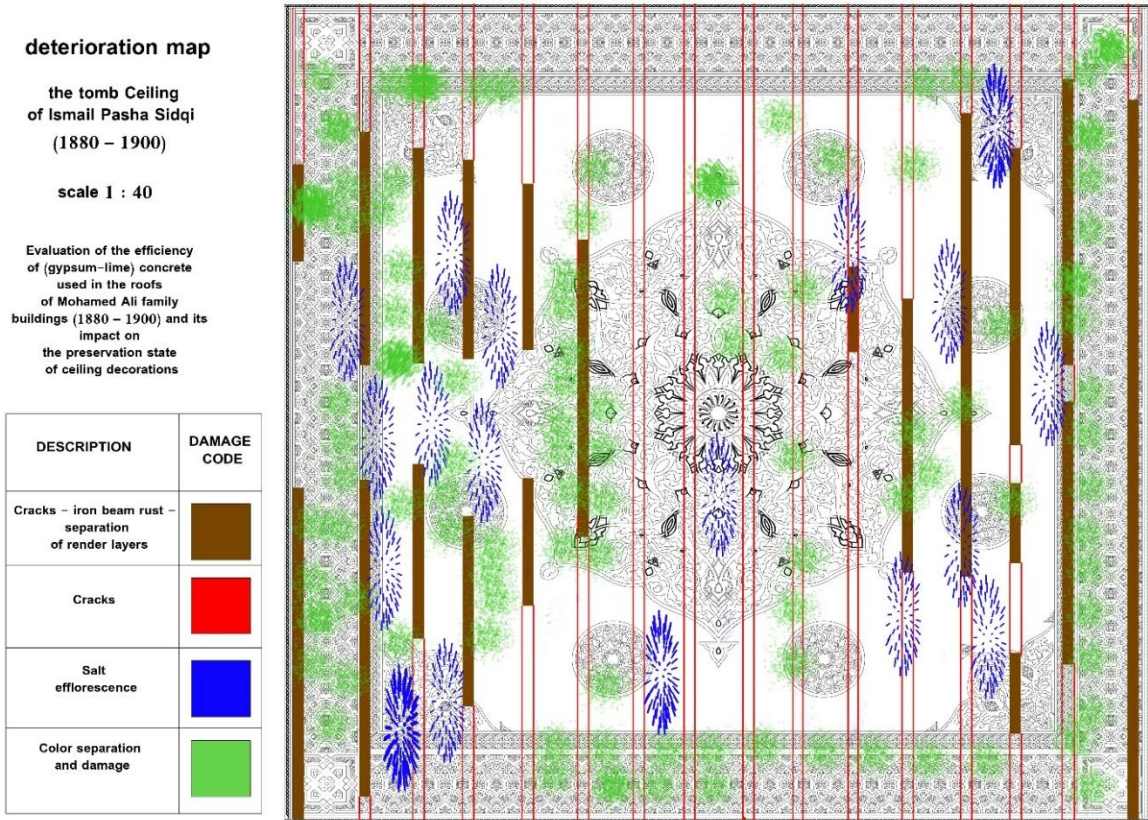 deterioration map
the tomb Ceiling
of Ismail Pasha Sidqi
(1880 – 1900)
scale 1 : 40
Evaluation of the efficiency
of (gypsum–lime) concrete
used in the roofs
of Mohamed Ali family
buildings (1880 – 1900) and its
impact on
the preservation state
of ceiling decorations
DESCRIPTION
DAMAGE
CODE
Cracks – iron beam rust –
separation
of render layers
Cracks
Salt
efflorescence
Color separation
and damage